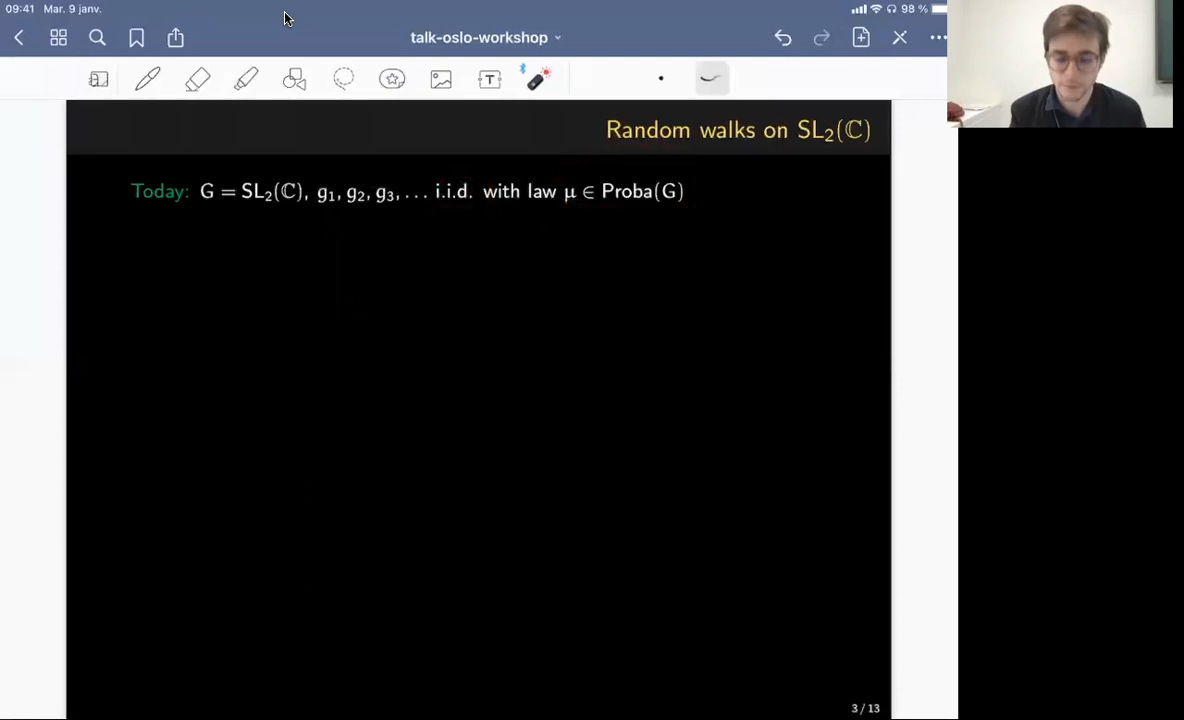 09:41 Mar. 9 janv.
98 %
talk-oslo-workshop
T
Random walks on SL₂(ℂ)
Today: G = SL₂(ℂ), g₁, g₂, g₃, … i.i.d. with law μ ∈ Proba(G)
3 / 13